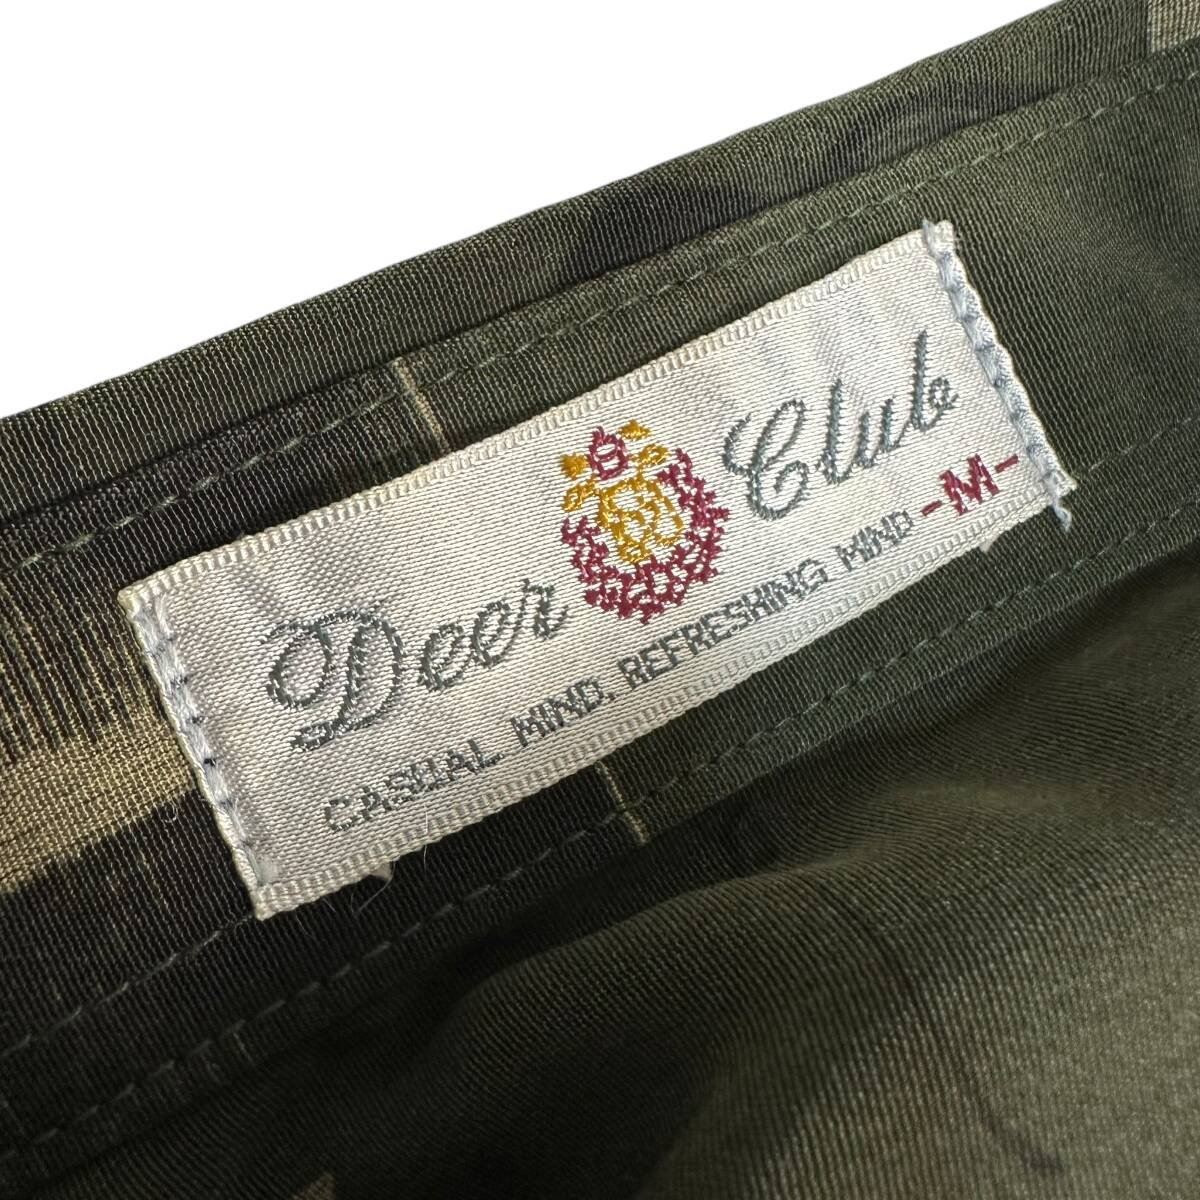 Deer Club
CASUAL MIND, REFRESHING MIND -M-